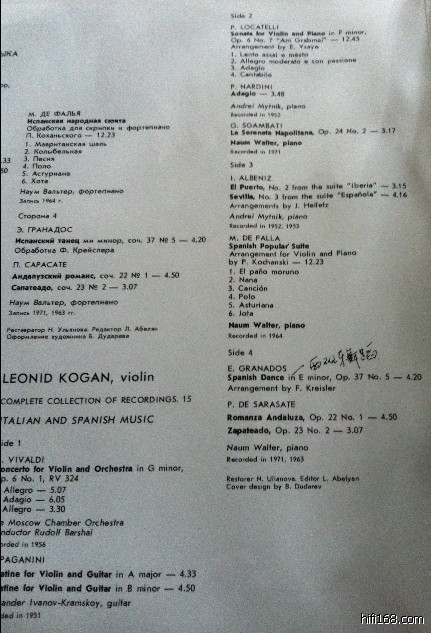 ЗЫКА
М. ДЕ ФАЛЬЯ
Испанская народная сюита
Обработка для скрипки и фортепиано
П. Коханьского — 12.23
1. Мавританская шаль
2. Колыбельная
3. Песня
4. Поло
5. Астуриана
6. Хота
Наум Вальтер, фортепиано
Запись 1964 г.
Сторона 4
Э. ГРАНАДОС
Испанский танец ми минор, соч. 37 № 5 — 4.20
Обработка Ф. Крейслера
П. САРАСАТЕ
Андалузский романс, соч. 22 № 1 — 4.50
Сапатеадо, соч. 23 № 2 — 3.07
Наум Вальтер, фортепиано
Запись 1971, 1963 гг.
Реставратор Н. Ульянова. Редактор Л. Абелян
Оформление художника Б. Дударева
LEONID KOGAN, violin
COMPLETE COLLECTION OF RECORDINGS. 15
ITALIAN AND SPANISH MUSIC
ide 1
. VIVALDI
oncerto for Violin and Orchestra in G minor,
p. 6 No. 1, RV 324
Allegro — 5.07
Adagio — 6.05
Allegro — 3.30
e Moscow Chamber Orchestra
onductor Rudolf Barshai
orded in 1956
PAGANINI
atine for Violin and Guitar in A major — 4.33
atine for Violin and Guitar in B minor — 4.50
ander Ivanov-Kramskoy, guitar
orded in 1951
Side 2
P. LOCATELLI
Sonata for Violin and Piano in F minor,
Op. 6 No. 7 "Am Grabmal" — 12.45
Arrangement by E. Ysaye
1. Lento assai e mesto
2. Allegro moderato e son passione
3. Adagio
4. Cantabile
P. NARDINI
Adagio — 3.48
Andrei Mytnik, piano
Recorded in 1952
G. SGAMBATI
La Serenata Napolitana, Op. 24 No. 2 — 3.17
Naum Walter, piano
Recorded in 1971
Side 3
I. ALBENIZ
El Puerto, No. 2 from the suite "Iberia" — 3.15
Sevilla, No. 3 from the suite "Española" — 4.16
Arrangements by J. Heifetz
Andrei Mytnik, piano
Recorded in 1952, 1953
M. DE FALLA
Spanish Popular Suite
Arrangement for Violin and Piano
by P. Kochanski — 12.23
1. El paño moruno
2. Nana
3. Canción
4. Polo
5. Asturiana
6. Jota
Naum Walter, piano
Recorded in 1964
Side 4
西班牙舞蹈
E. GRANADOS
Spanish Dance in E minor, Op. 37 No. 5 — 4.20
Arrangement by F. Kreisler
P. DE SARASATE
Romanza Andaluza, Op. 22 No. 1 — 4.50
Zapateado, Op. 23 No. 2 — 3.07
Naum Walter, piano
Recorded in 1971, 1963
Restorer N. Ulianova. Editor L. Abelyan
Cover design by B. Dudarev
hifi168.com